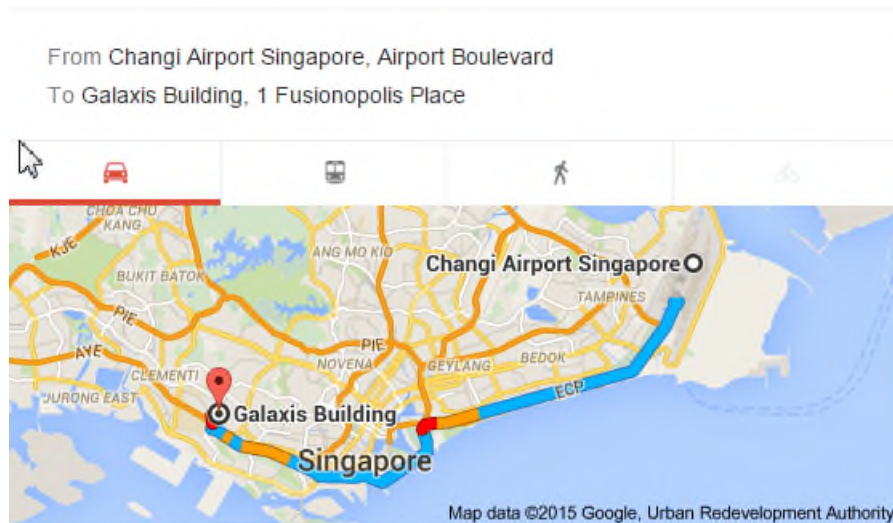 From Changi Airport Singapore, Airport Boulevard
To Galaxis Building, 1 Fusionopolis Place
CHOA CHU
KANG
KJE
ANG MO KIO
BUKIT BATOK
Changi Airport Singapore
TAMPINES
PIE
PIE
AYE
NOVENA
GEYLANG
BEDOK
CLEMENTI
JURONG EAST
ECP
Galaxis Building
Singapore
Map data ©2015 Google, Urban Redevelopment Authority